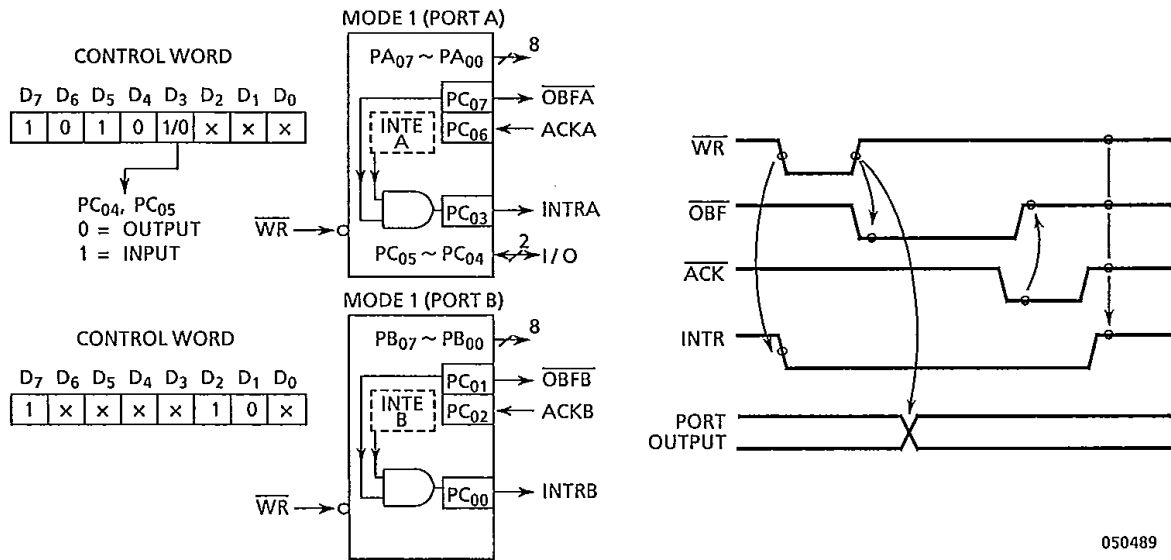 MODE 1 (PORT A)
CONTROL WORD
D7 D6 D5 D4 D3 D2 D1 D0
1 0 1 0 1/0 × × ×
PC04, PC05
0 = OUTPUT
1 = INPUT
PA07 ~ PA00
8
PC07
OBFA
INTE
A
PC06
ACKA
PC03
INTRA
WR
PC05 ~ PC04
2
I/O
MODE 1 (PORT B)
CONTROL WORD
D7 D6 D5 D4 D3 D2 D1 D0
1 × × × × 1 0 ×
PB07 ~ PB00
8
PC01
OBFB
INTE
B
PC02
ACKB
PC00
INTRB
WR
WR
OBF
ACK
INTR
PORT
OUTPUT
050489